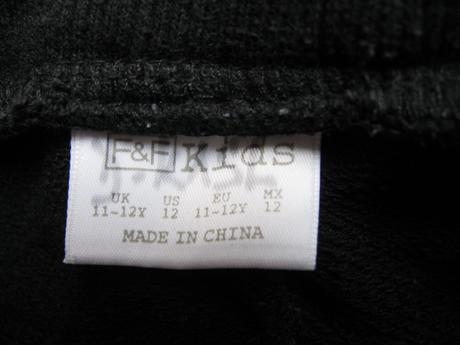 F&F Kids
UK US EU MX
11-12Y 12 11-12Y 12
MADE IN CHINA